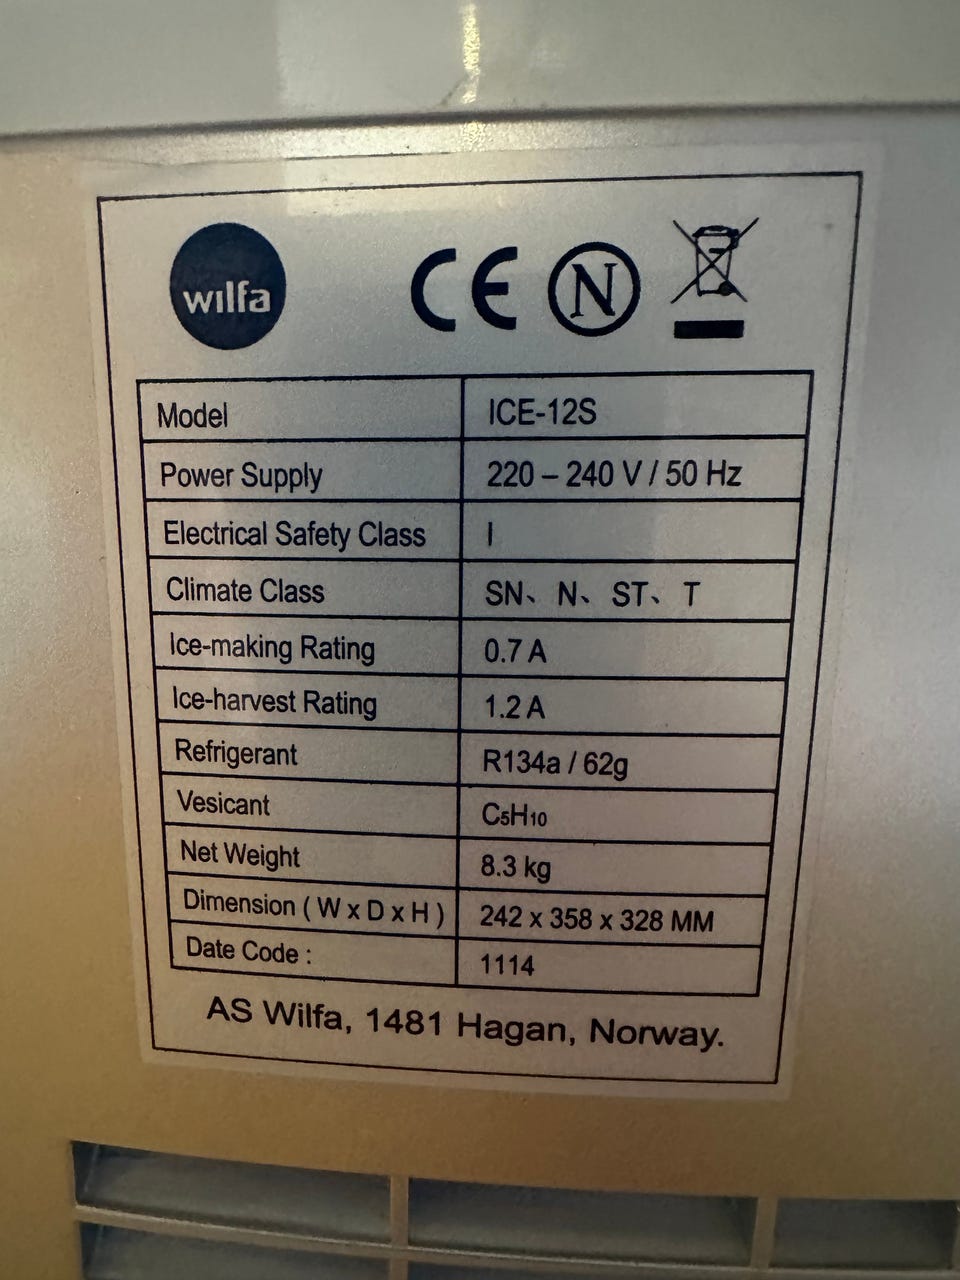 wilfa CE N
Model ICE-12S
Power Supply 220 – 240 V / 50 Hz
Electrical Safety Class I
Climate Class SN、 N、 ST、 T
Ice-making Rating 0.7 A
Ice-harvest Rating 1.2 A
Refrigerant R134a / 62g
Vesicant C5H10
Net Weight 8.3 kg
Dimension ( W x D x H ) 242 x 358 x 328 MM
Date Code : 1114
AS Wilfa, 1481 Hagan, Norway.